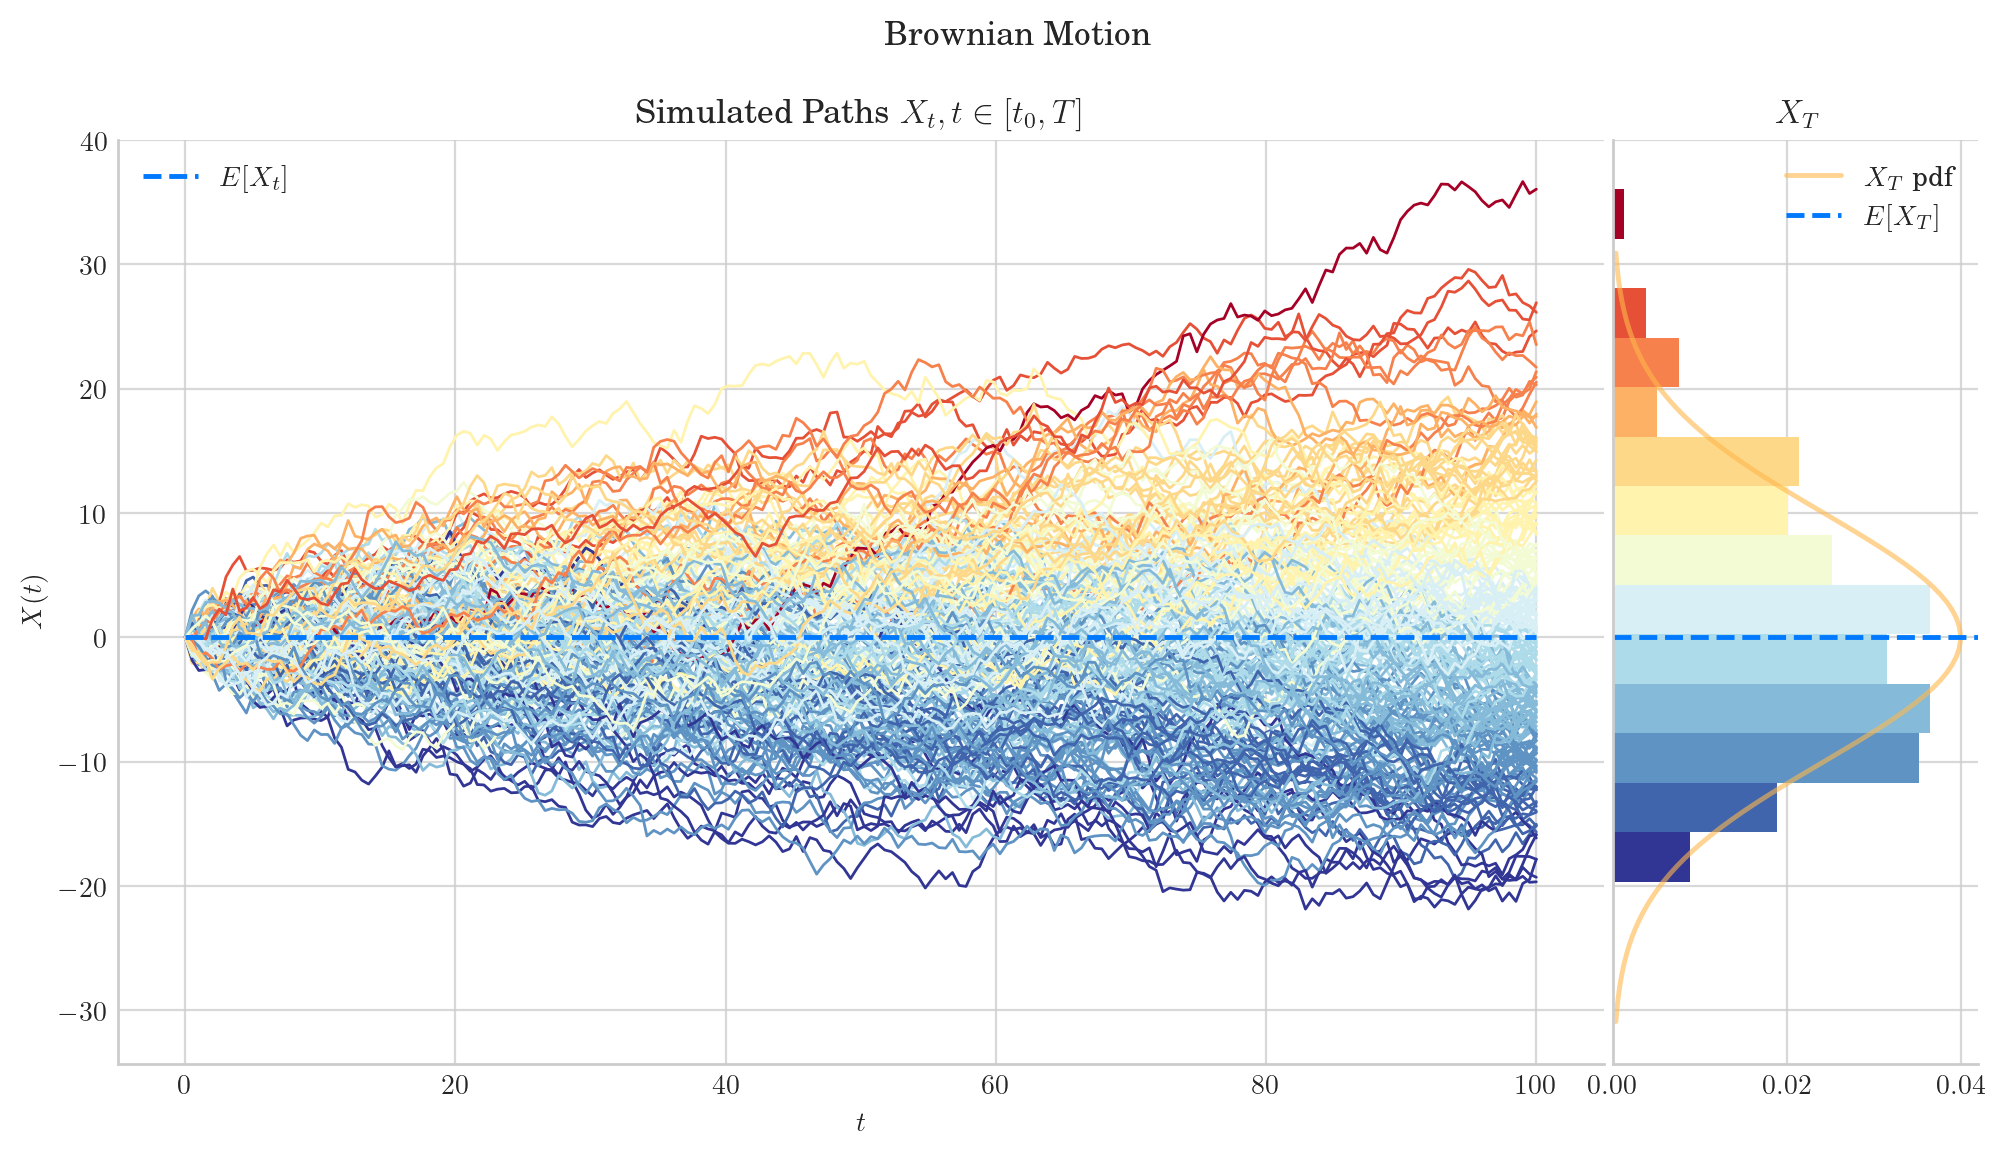 Brownian Motion
Simulated Paths $X_t, t \in [t_0, T]$
$X_T$
$E[X_t]$
$X_T$ pdf
$E[X_T]$
40
30
20
10
0
−10
−20
−30
$X(t)$
0 20 40 60 80 100
0.00 0.02 0.04
$t$